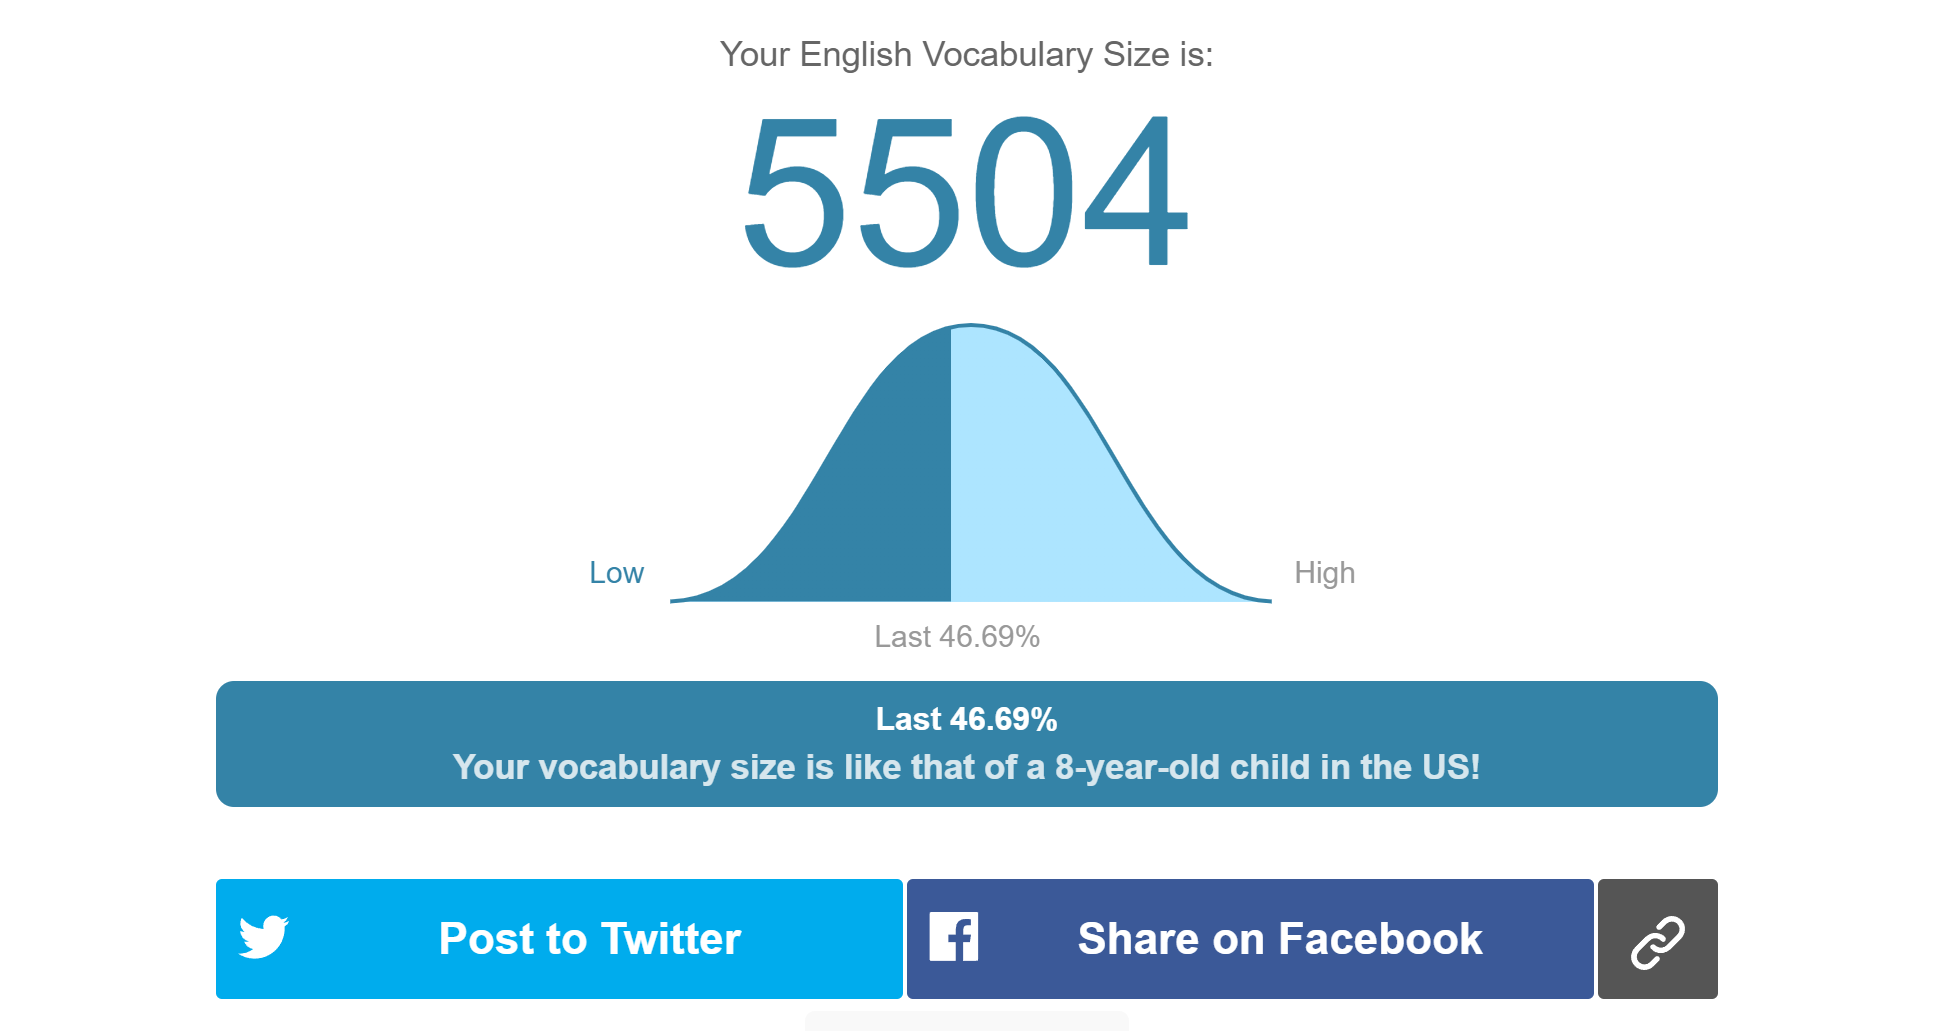 Your English Vocabulary Size is:
5504
Low
High
Last 46.69%
Last 46.69%
Your vocabulary size is like that of a 8-year-old child in the US!
Post to Twitter
Share on Facebook